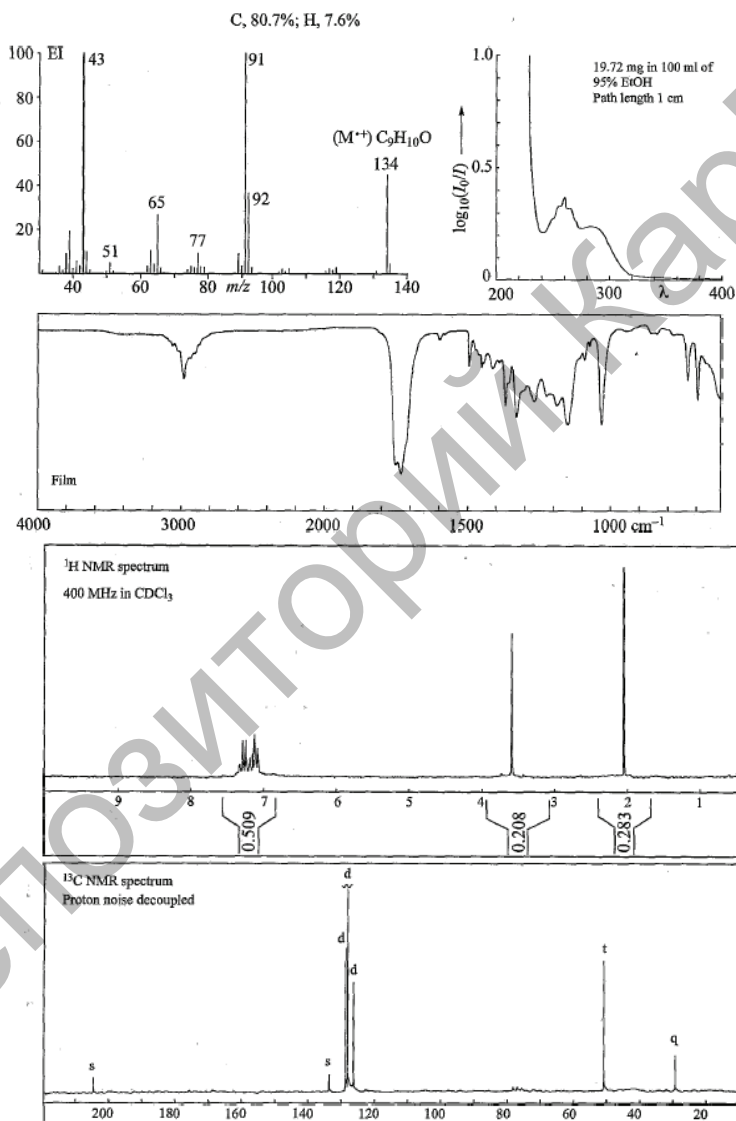 C, 80.7%; H, 7.6%
EI
100
80
60
40
20
43
91
(M•+) C9H10O
134
65
92
51
77
40
60
80
m/z
100
120
140
1.0
0.5
0
log10(I0/I)
19.72 mg in 100 ml of
95% EtOH
Path length 1 cm
200
300
λ
400
Film
4000
3000
2000
1500
1000 cm−1
1H NMR spectrum
400 MHz in CDCl3
9
8
7
6
5
4
3
2
1
0.509
0.208
0.283
13C NMR spectrum
Proton noise decoupled
s
s
d
d
d
t
q
200
180
160
140
120
100
80
60
40
20